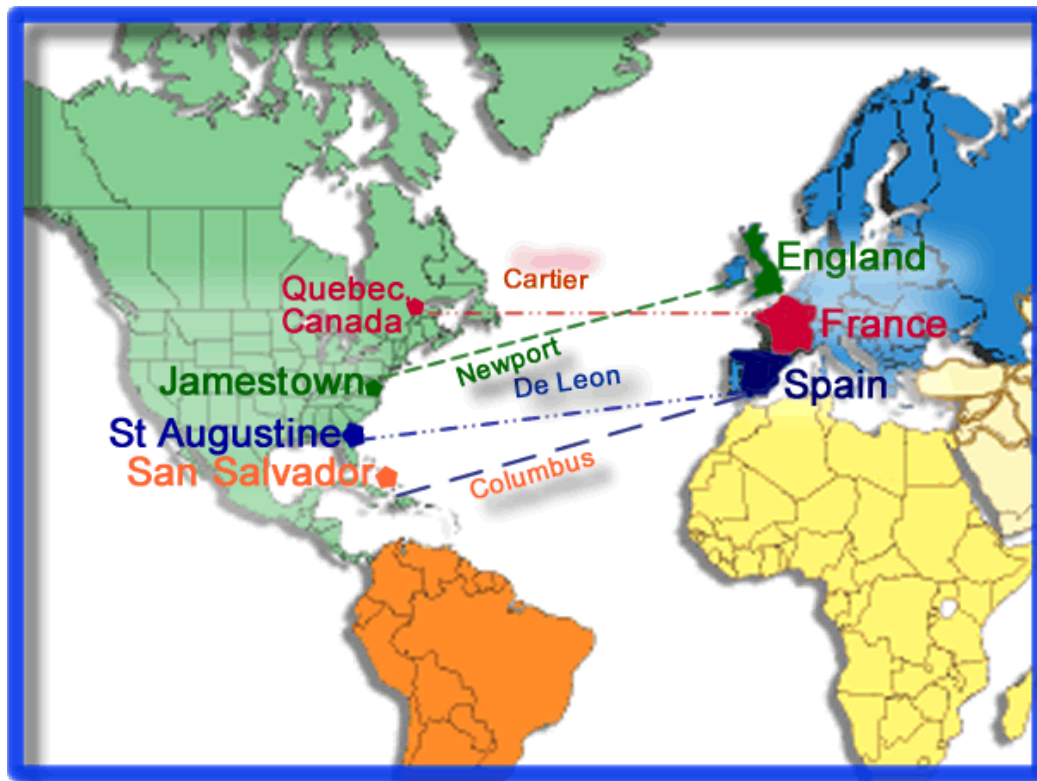 Cartier
England
Quebec,
Canada
France
Newport
Jamestown
De Leon
Spain
St Augustine
San Salvador
Columbus